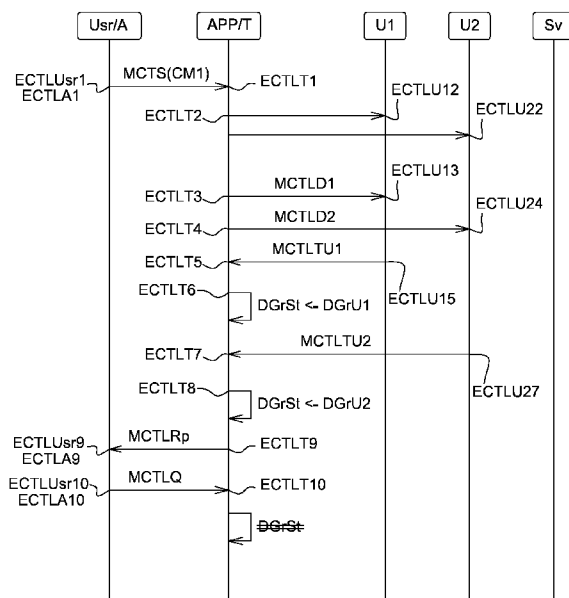 Usr/A APP/T U1 U2 Sv
ECTLUsr1
ECTLA1
MCTS(CM1)
ECTLT1
ECTLT2
ECTLU12
ECTLU22
ECTLT3
MCTLD1
ECTLU13
ECTLT4
MCTLD2
ECTLU24
ECTLT5
MCTLTU1
ECTLU15
ECTLT6
DGrSt <- DGrU1
ECTLT7
MCTLTU2
ECTLU27
ECTLT8
DGrSt <- DGrU2
ECTLUsr9
ECTLA9
MCTLRp
ECTLT9
ECTLUsr10
ECTLA10
MCTLQ
ECTLT10
DGrSt